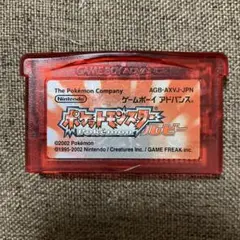 GAME BOY ADVANCE
The Pokémon Company AGB-AXVJ-JPN
Nintendo ゲームボーイ アドバンス
ポケットモンスター
ルビー
©2002 Pokémon
©1995-2002 Nintendo / Creatures inc. / GAME FREAK inc.